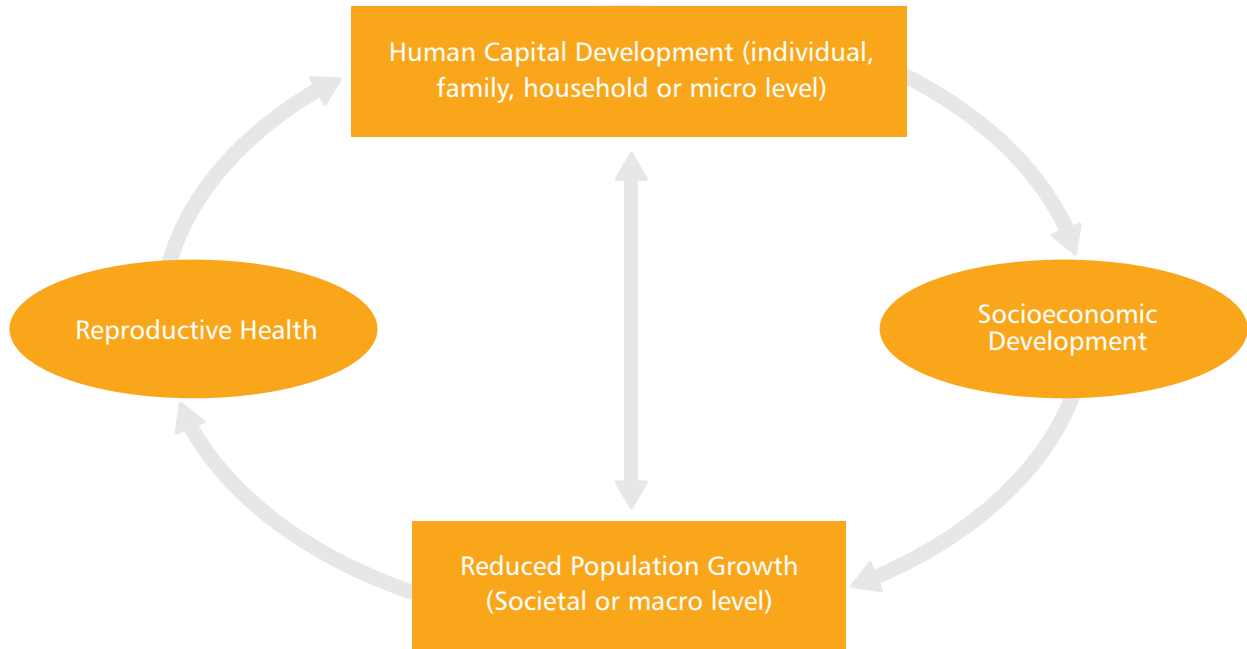 Human Capital Development (individual,
family, household or micro level)
Reproductive Health
Socioeconomic
Development
Reduced Population Growth
(Societal or macro level)